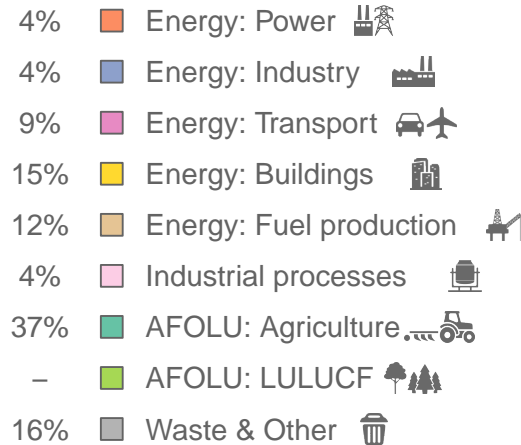 4% Energy: Power
4% Energy: Industry
9% Energy: Transport
15% Energy: Buildings
12% Energy: Fuel production
4% Industrial processes
37% AFOLU: Agriculture
– AFOLU: LULUCF
16% Waste & Other